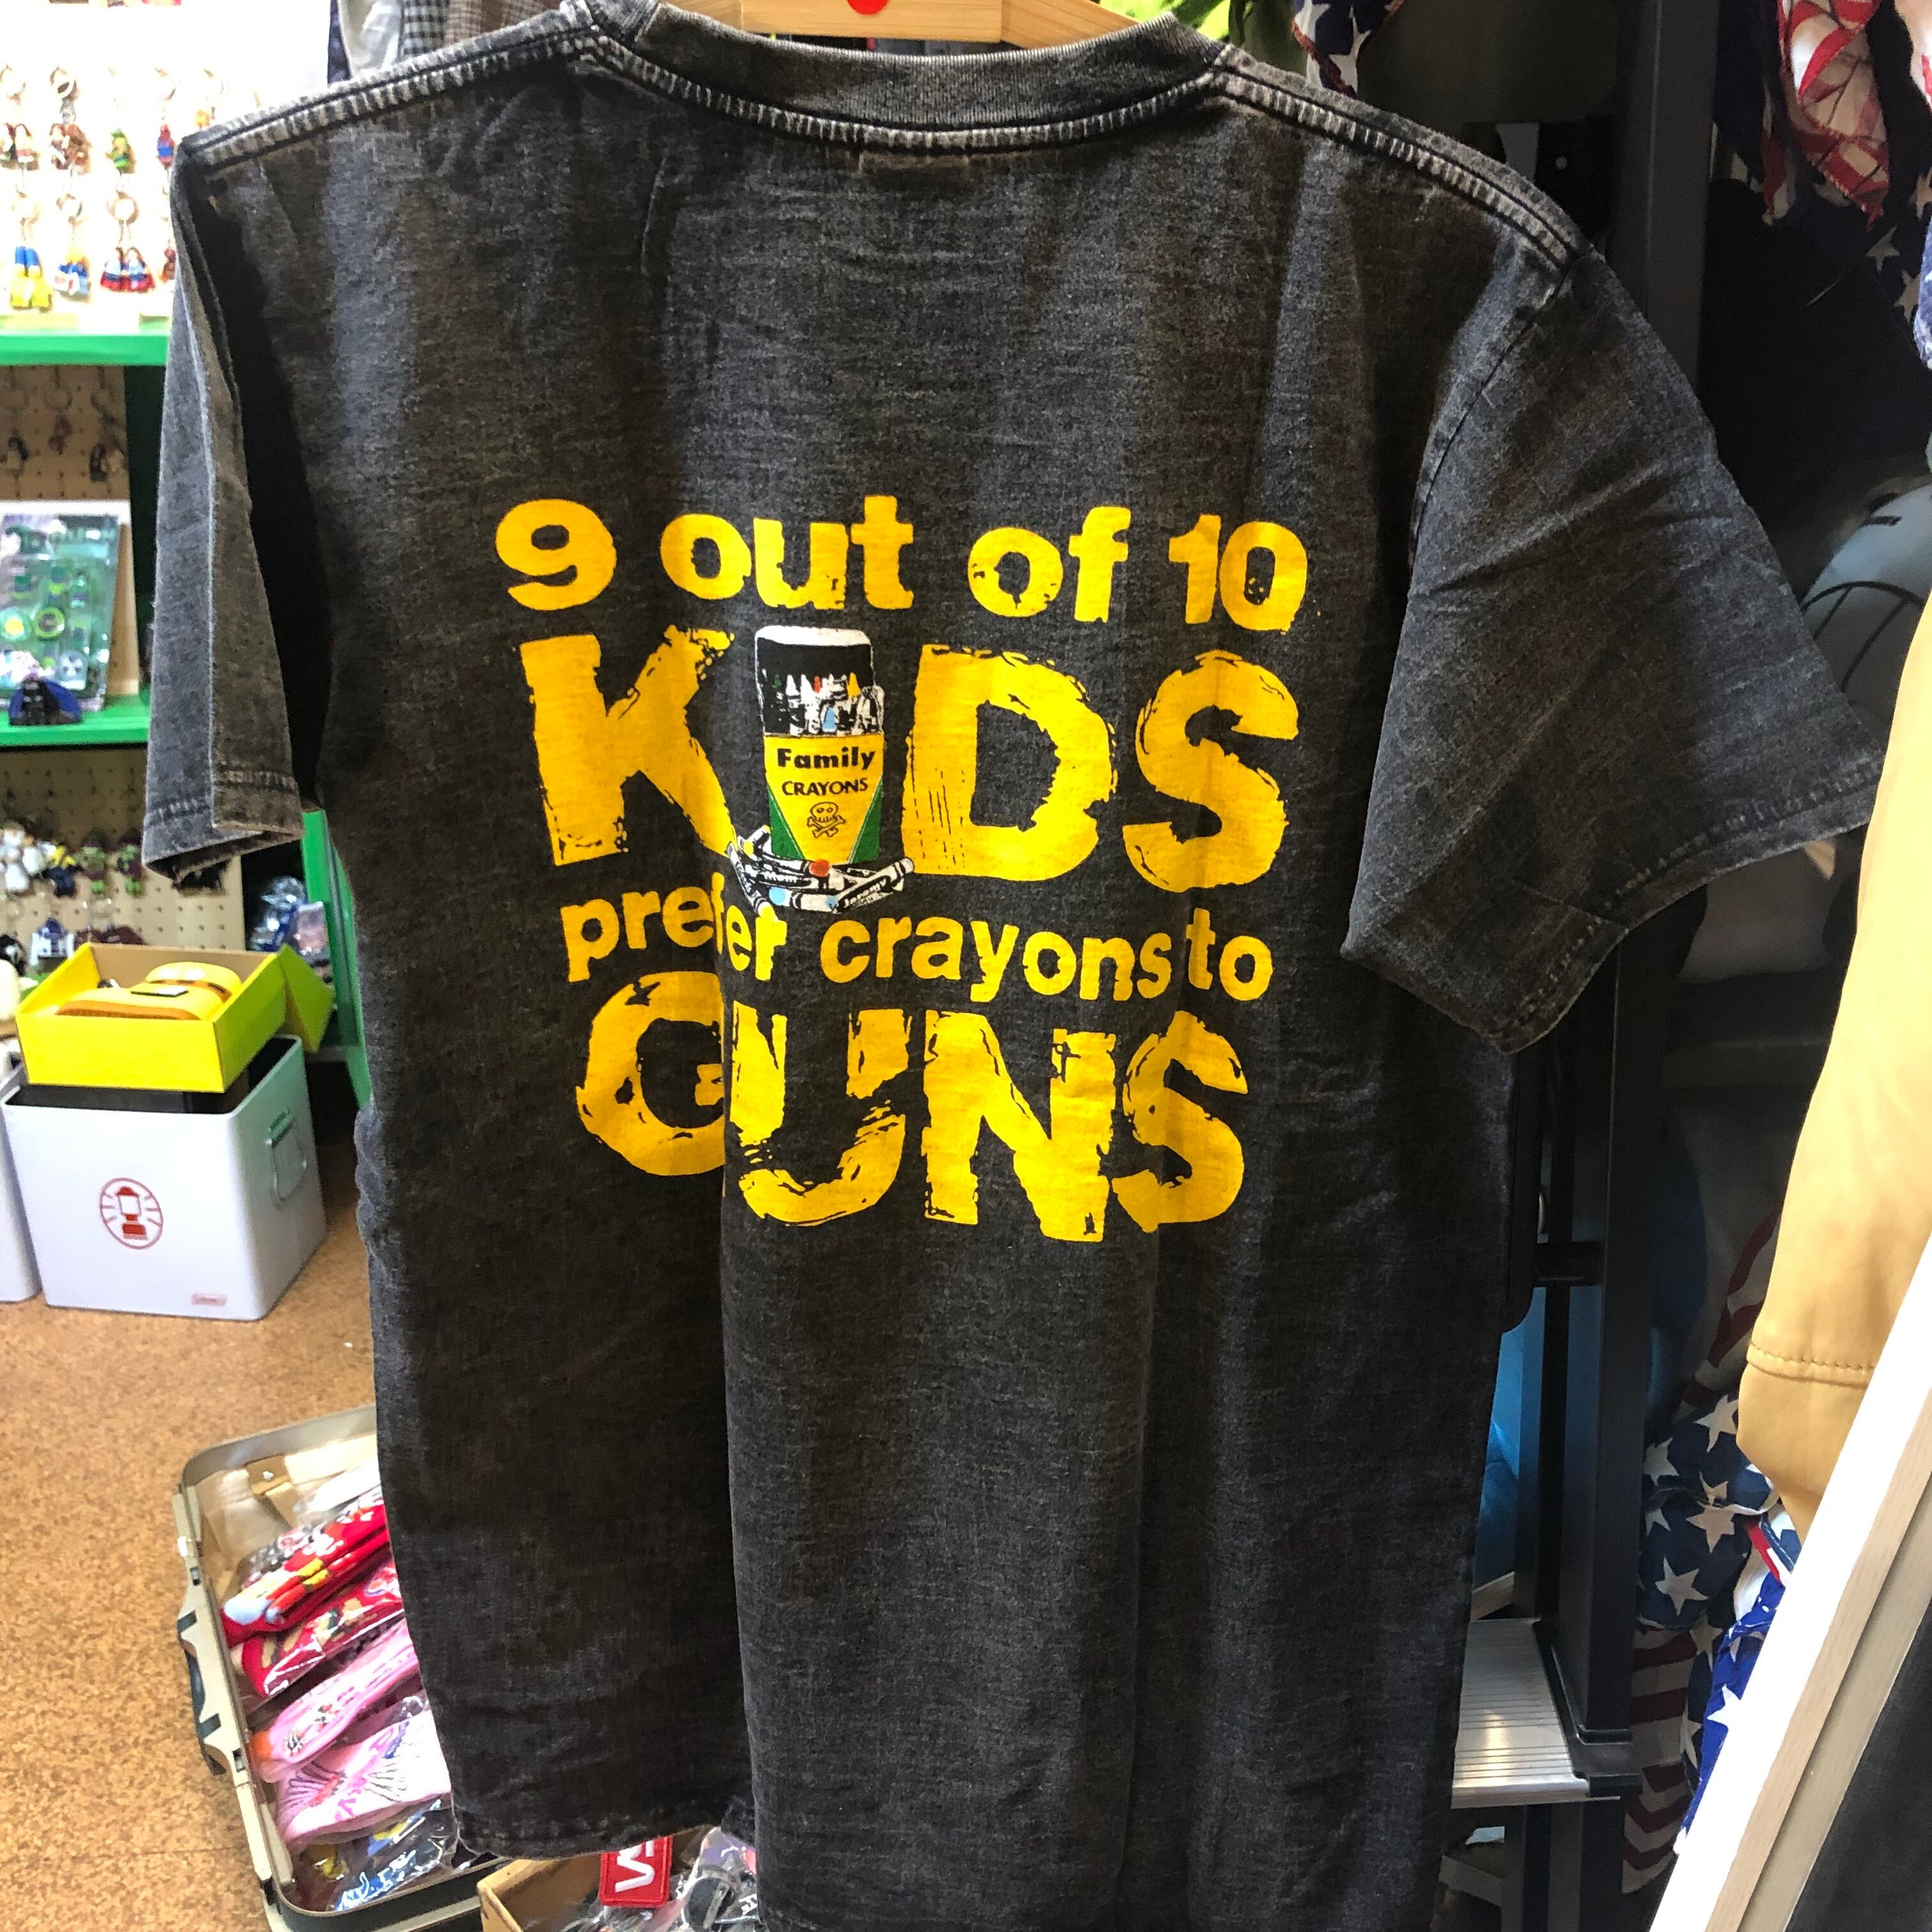 9 out of 10
KIDS
Family
CRAYONS
prefer crayons to
GUNS